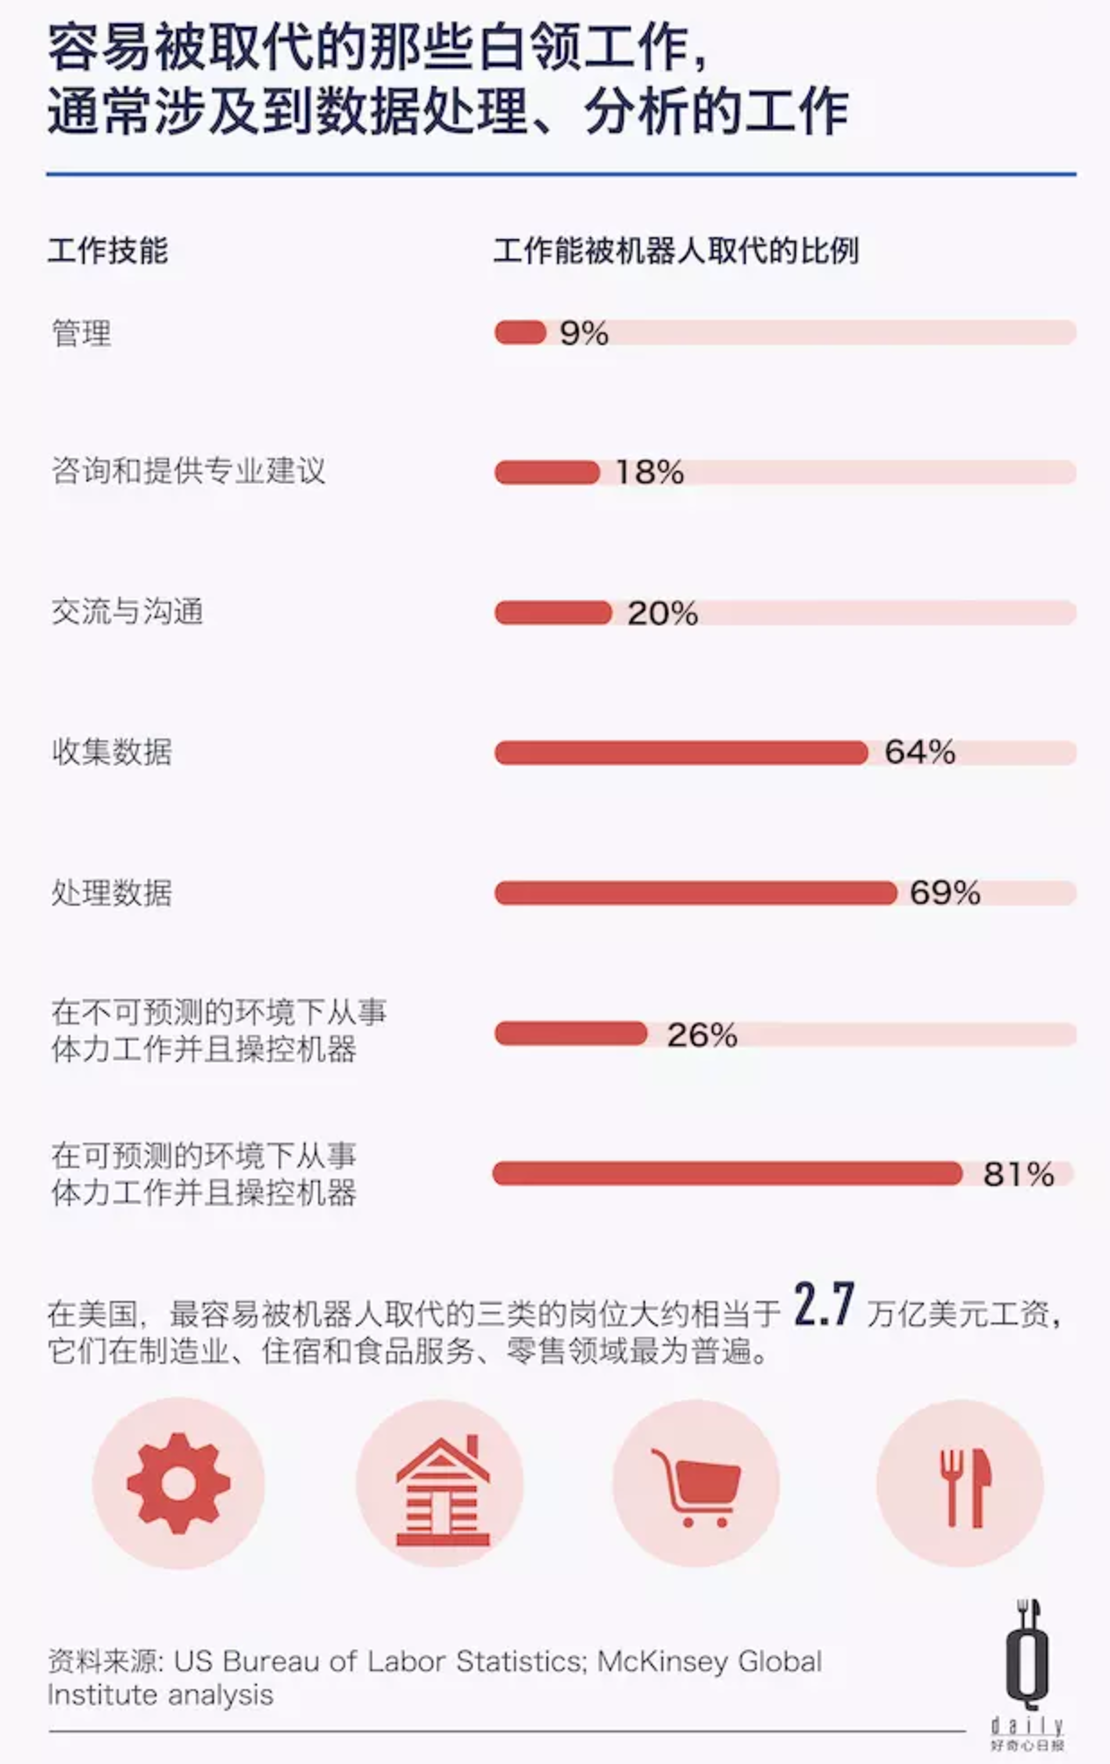 容易被取代的那些白领工作，
通常涉及到数据处理、分析的工作
工作技能 工作能被机器人取代的比例
管理 9%
咨询和提供专业建议 18%
交流与沟通 20%
收集数据 64%
处理数据 69%
在不可预测的环境下从事
体力工作并且操控机器 26%
在可预测的环境下从事
体力工作并且操控机器 81%
在美国，最容易被机器人取代的三类的岗位大约相当于 2.7 万亿美元工资，
它们在制造业、住宿和食品服务、零售领域最为普遍。
资料来源: US Bureau of Labor Statistics; McKinsey Global
Institute analysis
Q
daily
好奇心日报